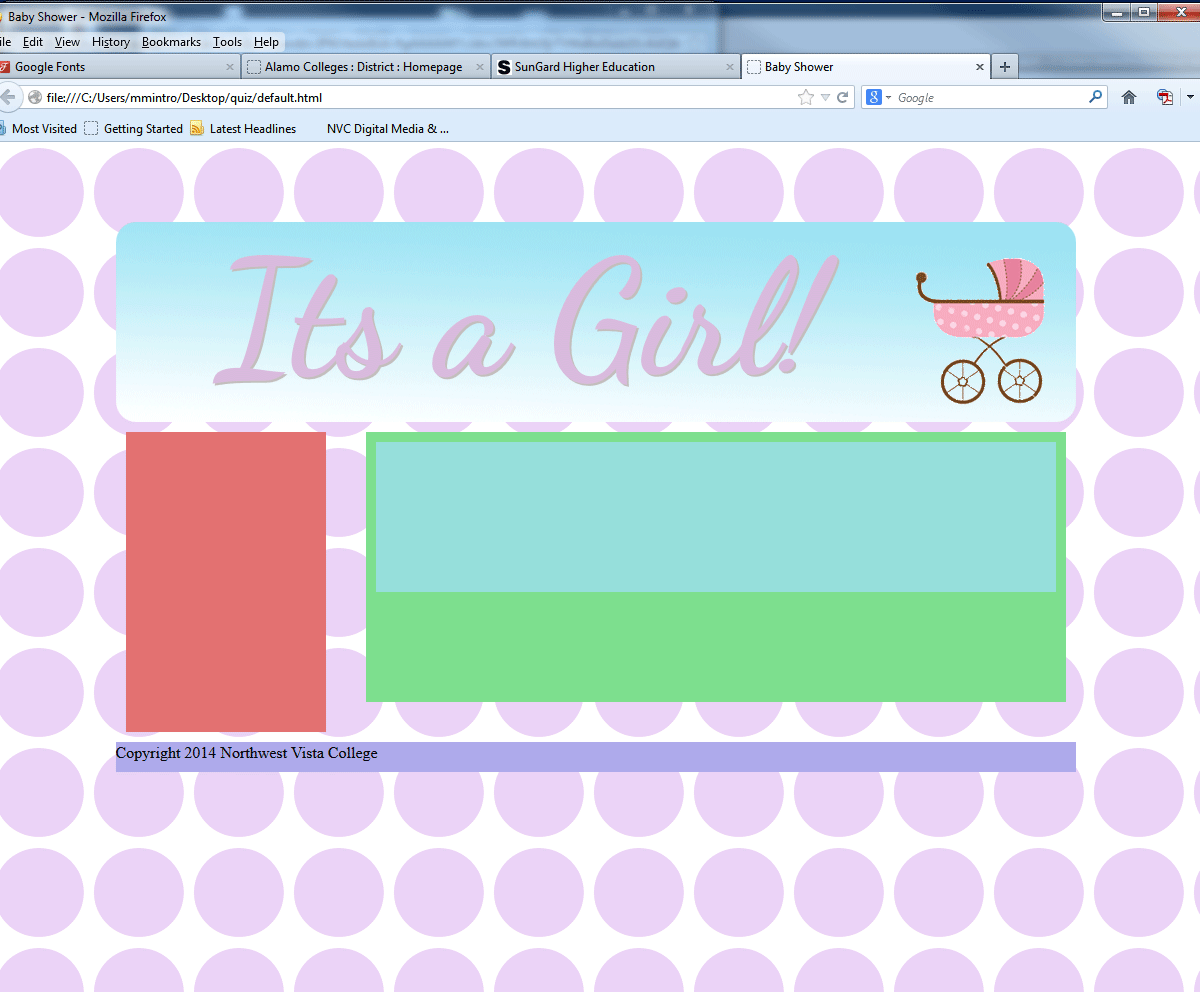 Baby Shower - Mozilla Firefox
ile Edit View History Bookmarks Tools Help
Google Fonts Alamo Colleges : District : Homepage SunGard Higher Education Baby Shower
file:///C:/Users/mmintro/Desktop/quiz/default.html 8 Google
Most Visited Getting Started Latest Headlines NVC Digital Media & ...
Its a Girl!
Copyright 2014 Northwest Vista College